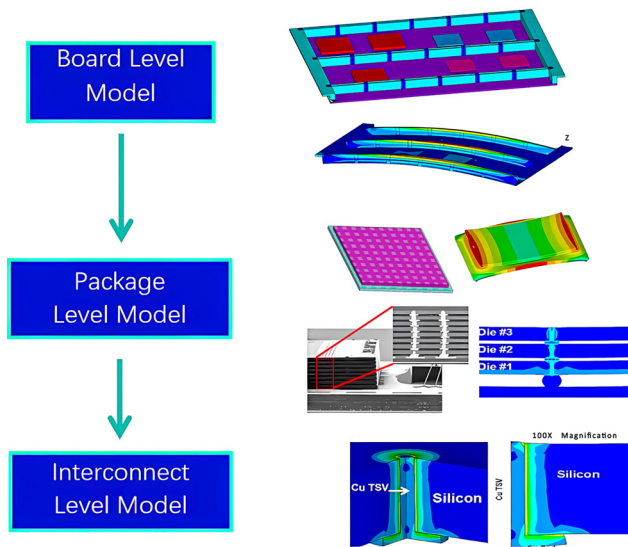 Board Level
Model
Z
Package
Level Model
Die #3
Die #2
Die #1
Interconnect
Level Model
Cu TSV
Silicon
100X Magnification
Cu TSV
Silicon